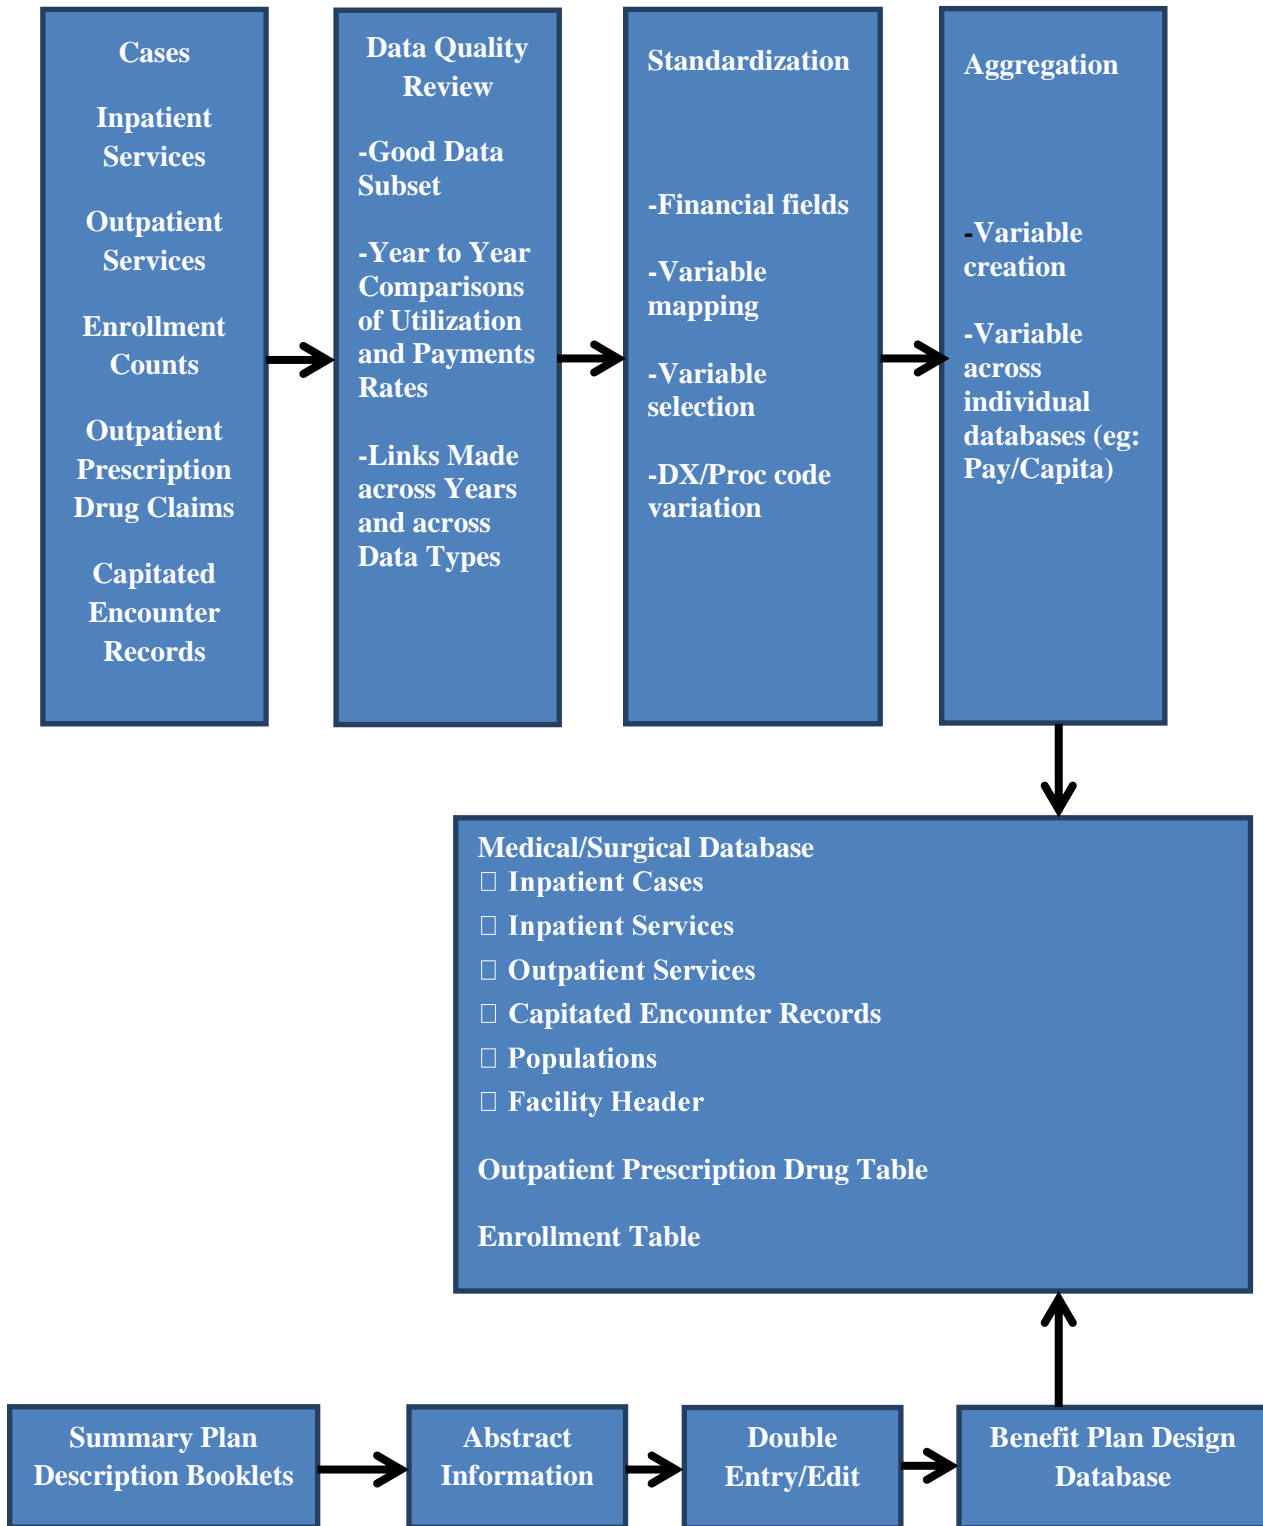 Cases
Inpatient
Services
Outpatient
Services
Enrollment
Counts
Outpatient
Prescription
Drug Claims
Capitated
Encounter
Records
Data Quality
Review
-Good Data
Subset
-Year to Year
Comparisons
of Utilization
and Payments
Rates
-Links Made
across Years
and across
Data Types
Standardization
-Financial fields
-Variable
mapping
-Variable
selection
-DX/Proc code
variation
Aggregation
-Variable
creation
-Variable
across
individual
databases (eg:
Pay/Capita)
Medical/Surgical Database
 Inpatient Cases
 Inpatient Services
 Outpatient Services
 Capitated Encounter Records
 Populations
 Facility Header
Outpatient Prescription Drug Table
Enrollment Table
Summary Plan
Description Booklets
Abstract
Information
Double
Entry/Edit
Benefit Plan Design
Database